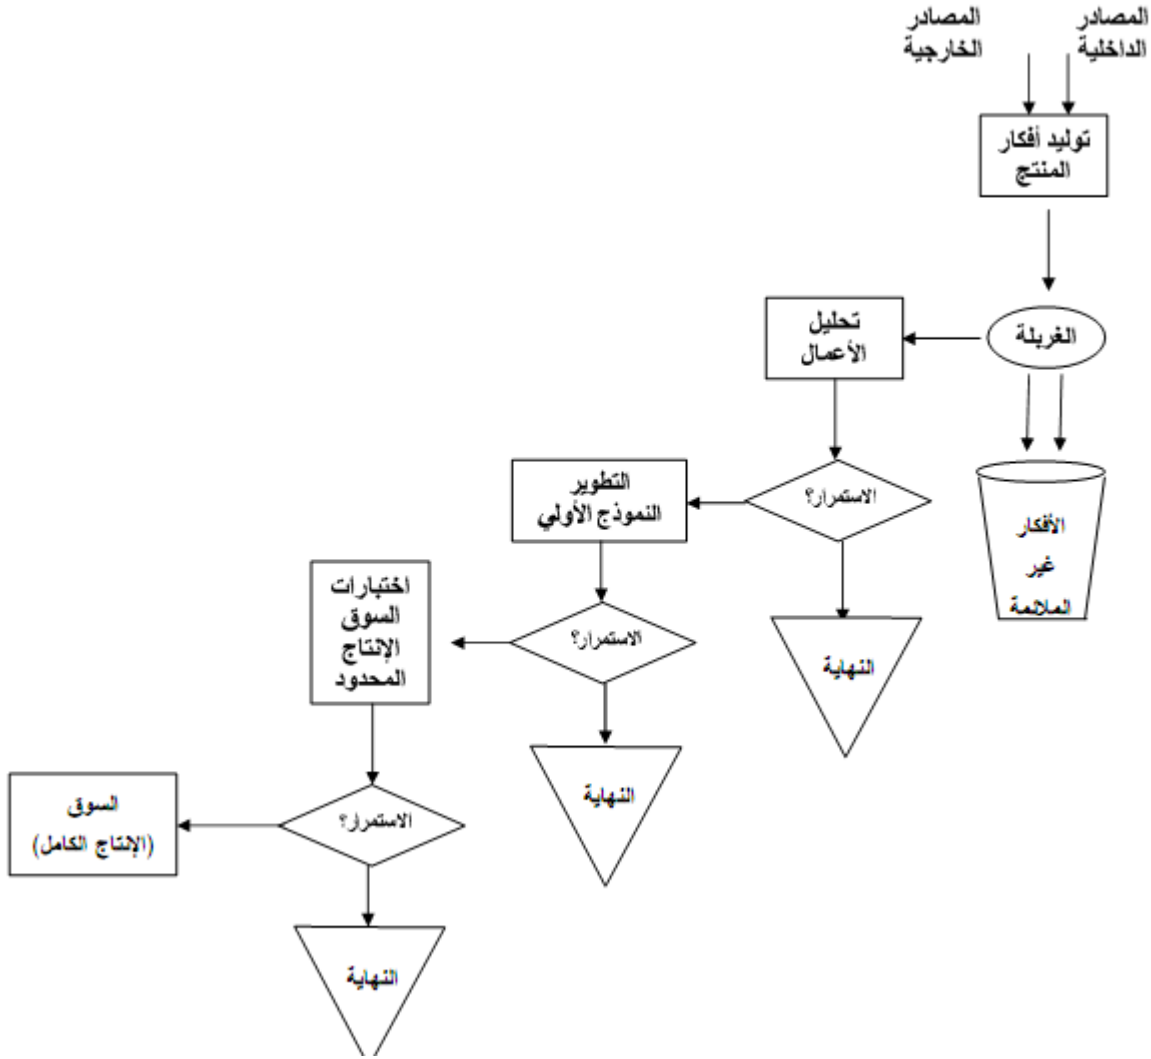 المصادر
الداخلية
المصادر
الخارجية
توليد أفكار
المنتج
الغربلة
تحليل
الأعمال
الأفكار
غير
الملائمة
الاستمرار؟
التطوير
النموذج الأولي
النهاية
الاستمرار؟
اختبارات
السوق
الإنتاج
المحدود
النهاية
الاستمرار؟
السوق
(الإنتاج الكامل)
النهاية